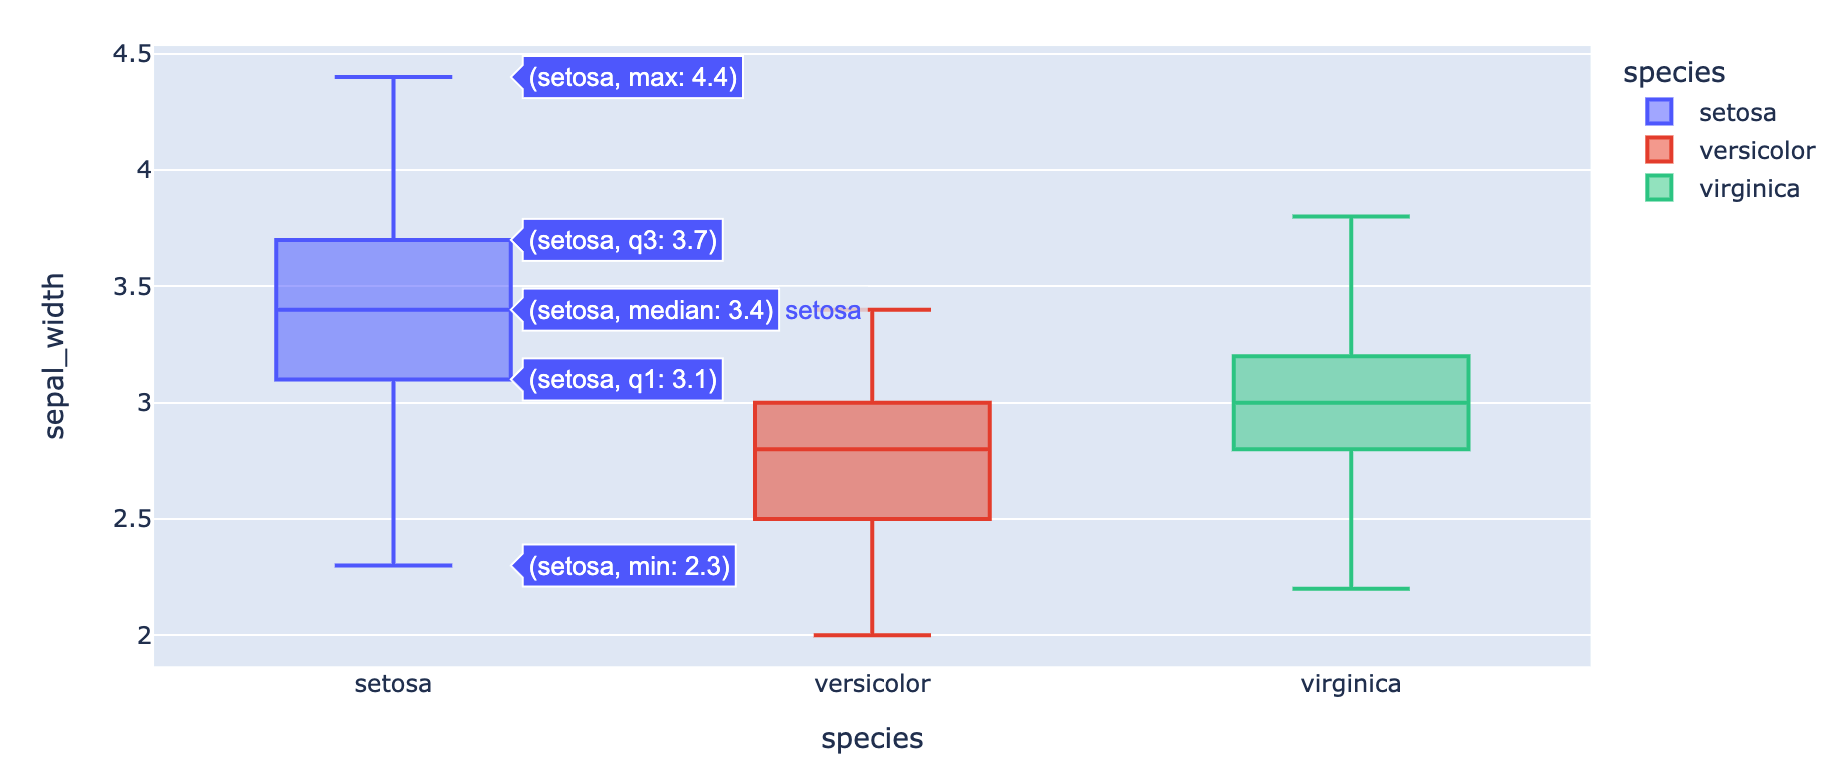 4.5
4
3.5
3
2.5
2
sepal_width
(setosa, max: 4.4)
(setosa, q3: 3.7)
(setosa, median: 3.4) setosa
(setosa, q1: 3.1)
(setosa, min: 2.3)
setosa
versicolor
virginica
species
species
setosa
versicolor
virginica